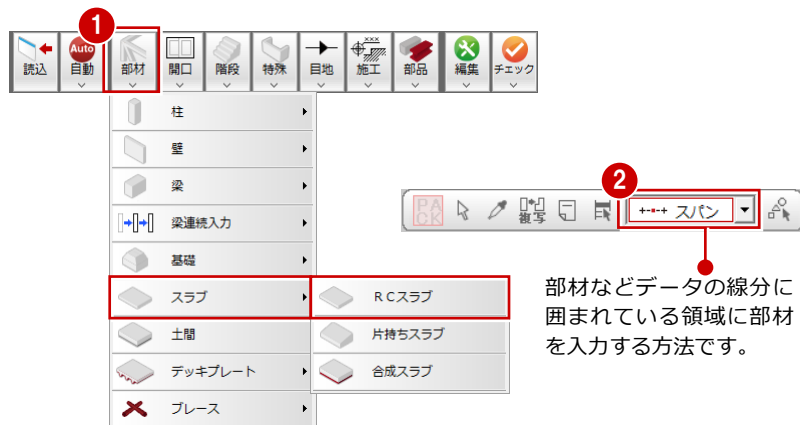 1
読込 自動 部材 開口 階段 特殊 目地 施工 部品 編集 チェック
Auto
×××
柱
壁
梁
梁連続入力
基礎
スラブ
土間
デッキプレート
ブレース
RCスラブ
片持ちスラブ
合成スラブ
2
PACK
複写
スパン
部材などデータの線分に
囲まれている領域に部材
を入力する方法です。